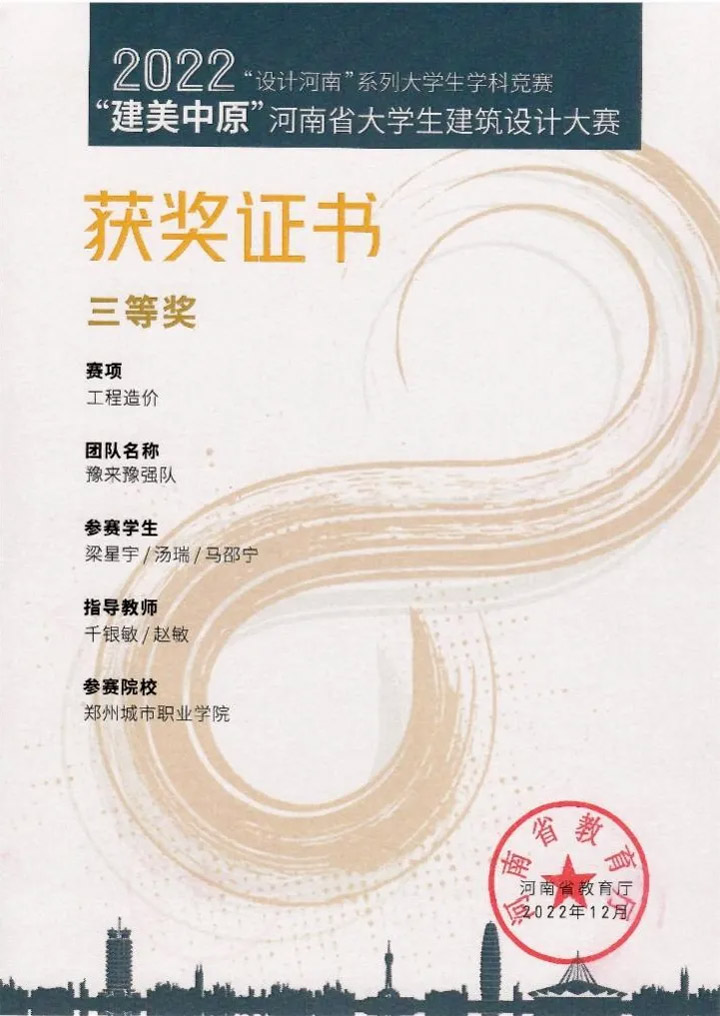 2022 “设计河南”系列大学生学科竞赛
“建美中原”河南省大学生建筑设计大赛
获奖证书
三等奖
赛项
工程造价
团队名称
豫来豫强队
参赛学生
梁星宇/汤瑞/马邵宁
指导教师
千银敏/赵敏
参赛院校
郑州城市职业学院
河南省教育厅
河南省教育厅
2022年12月